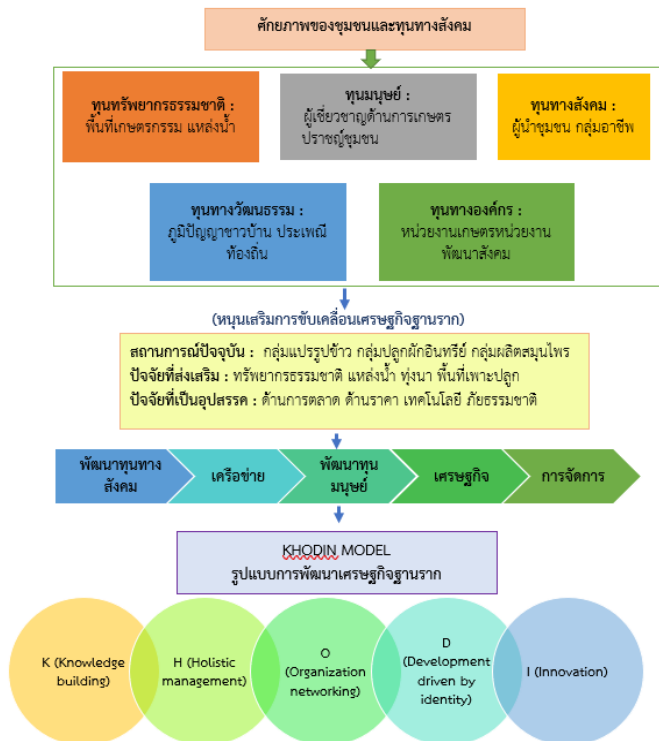 ศักยภาพของชุมชนและทุนทางสังคม
ทุนทรัพยากรธรรมชาติ :
พื้นที่เกษตรกรรม แหล่งน้ำ
ทุนมนุษย์ :
ผู้เชี่ยวชาญด้านการเกษตร
ปราชญ์ชุมชน
ทุนทางสังคม :
ผู้นำชุมชน กลุ่มอาชีพ
ทุนทางวัฒนธรรม :
ภูมิปัญญาชาวบ้าน ประเพณี
ท้องถิ่น
ทุนทางองค์กร :
หน่วยงานเกษตรหน่วยงาน
พัฒนาสังคม
(หนุนเสริมการขับเคลื่อนเศรษฐกิจฐานราก)
สถานการณ์ปัจจุบัน : กลุ่มแปรรูปข้าว กลุ่มปลูกผักอินทรีย์ กลุ่มผลิตสมุนไพร
ปัจจัยที่ส่งเสริม : ทรัพยากรธรรมชาติ แหล่งน้ำ ทุ่งนา พื้นที่เพาะปลูก
ปัจจัยที่เป็นอุปสรรค : ด้านการตลาด ด้านราคา เทคโนโลยี ภัยธรรมชาติ
พัฒนาทุนทาง
สังคม
เครือข่าย
พัฒนาทุน
มนุษย์
เศรษฐกิจ
การจัดการ
KHODIN MODEL
รูปแบบการพัฒนาเศรษฐกิจฐานราก
K (Knowledge
building)
H (Holistic
management)
O
(Organization
networking)
D
(Development
driven by
identity)
I (Innovation)